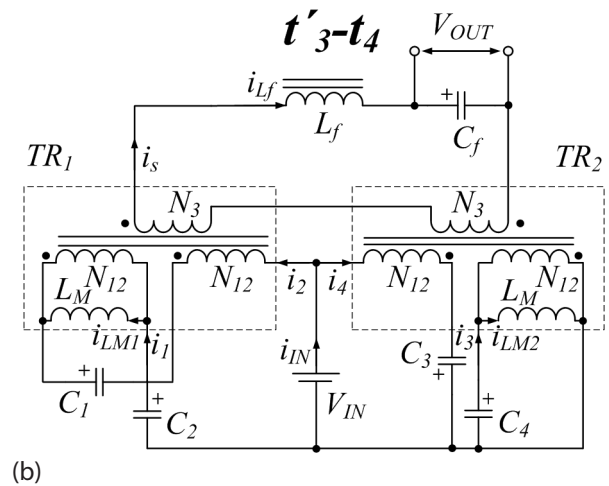 t´3-t4
VOUT
iLf
Lf
+
Cf
TR1
is
TR2
N3
N3
N12
N12
N12
N12
LM
i2
i4
LM
iLM1
i1
iIN
C3
+
i3
iLM2
+
C1
+
C2
VIN
+
C4
(b)